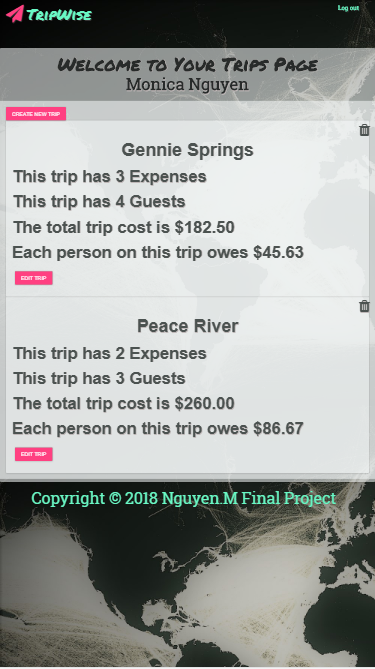 TripWise
Log out
Welcome to Your Trips Page
Monica Nguyen
CREATE NEW TRIP
Gennie Springs
This trip has 3 Expenses
This trip has 4 Guests
The total trip cost is $182.50
Each person on this trip owes $45.63
EDIT TRIP
Peace River
This trip has 2 Expenses
This trip has 3 Guests
The total trip cost is $260.00
Each person on this trip owes $86.67
EDIT TRIP
Copyright © 2018 Nguyen.M Final Project